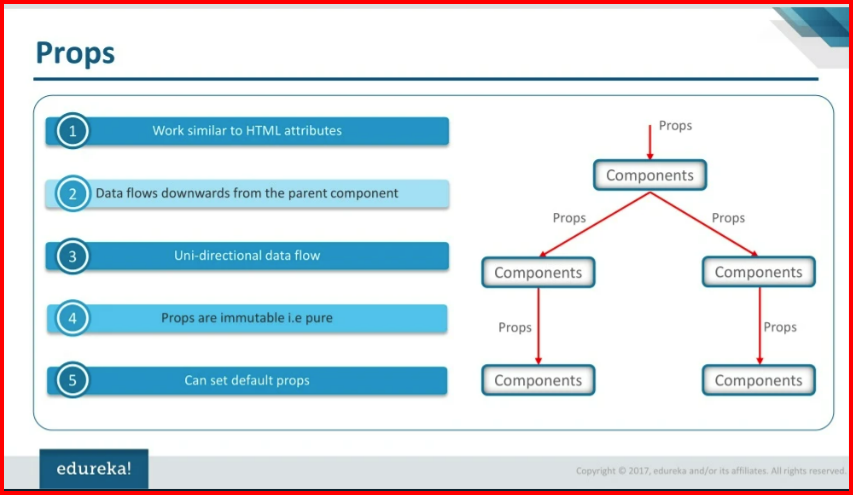 Props
1
Work similar to HTML attributes
2
Data flows downwards from the parent component
3
Uni-directional data flow
4
Props are immutable i.e pure
5
Can set default props
Props
Components
Props
Props
Components
Components
Props
Props
Components
Components
edureka!
Copyright © 2017, edureka and/or its affiliates. All rights reserved.